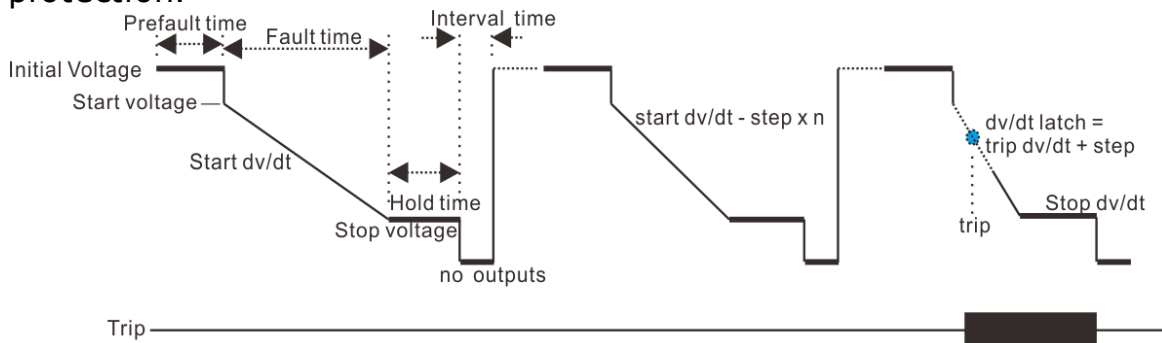 protection.
Prefault time
Interval time
Fault time
Initial Voltage
Start voltage
start dv/dt - step x n
dv/dt latch =
trip dv/dt + step
Start dv/dt
Hold time
Stop dv/dt
Stop voltage
trip
no outputs
Trip